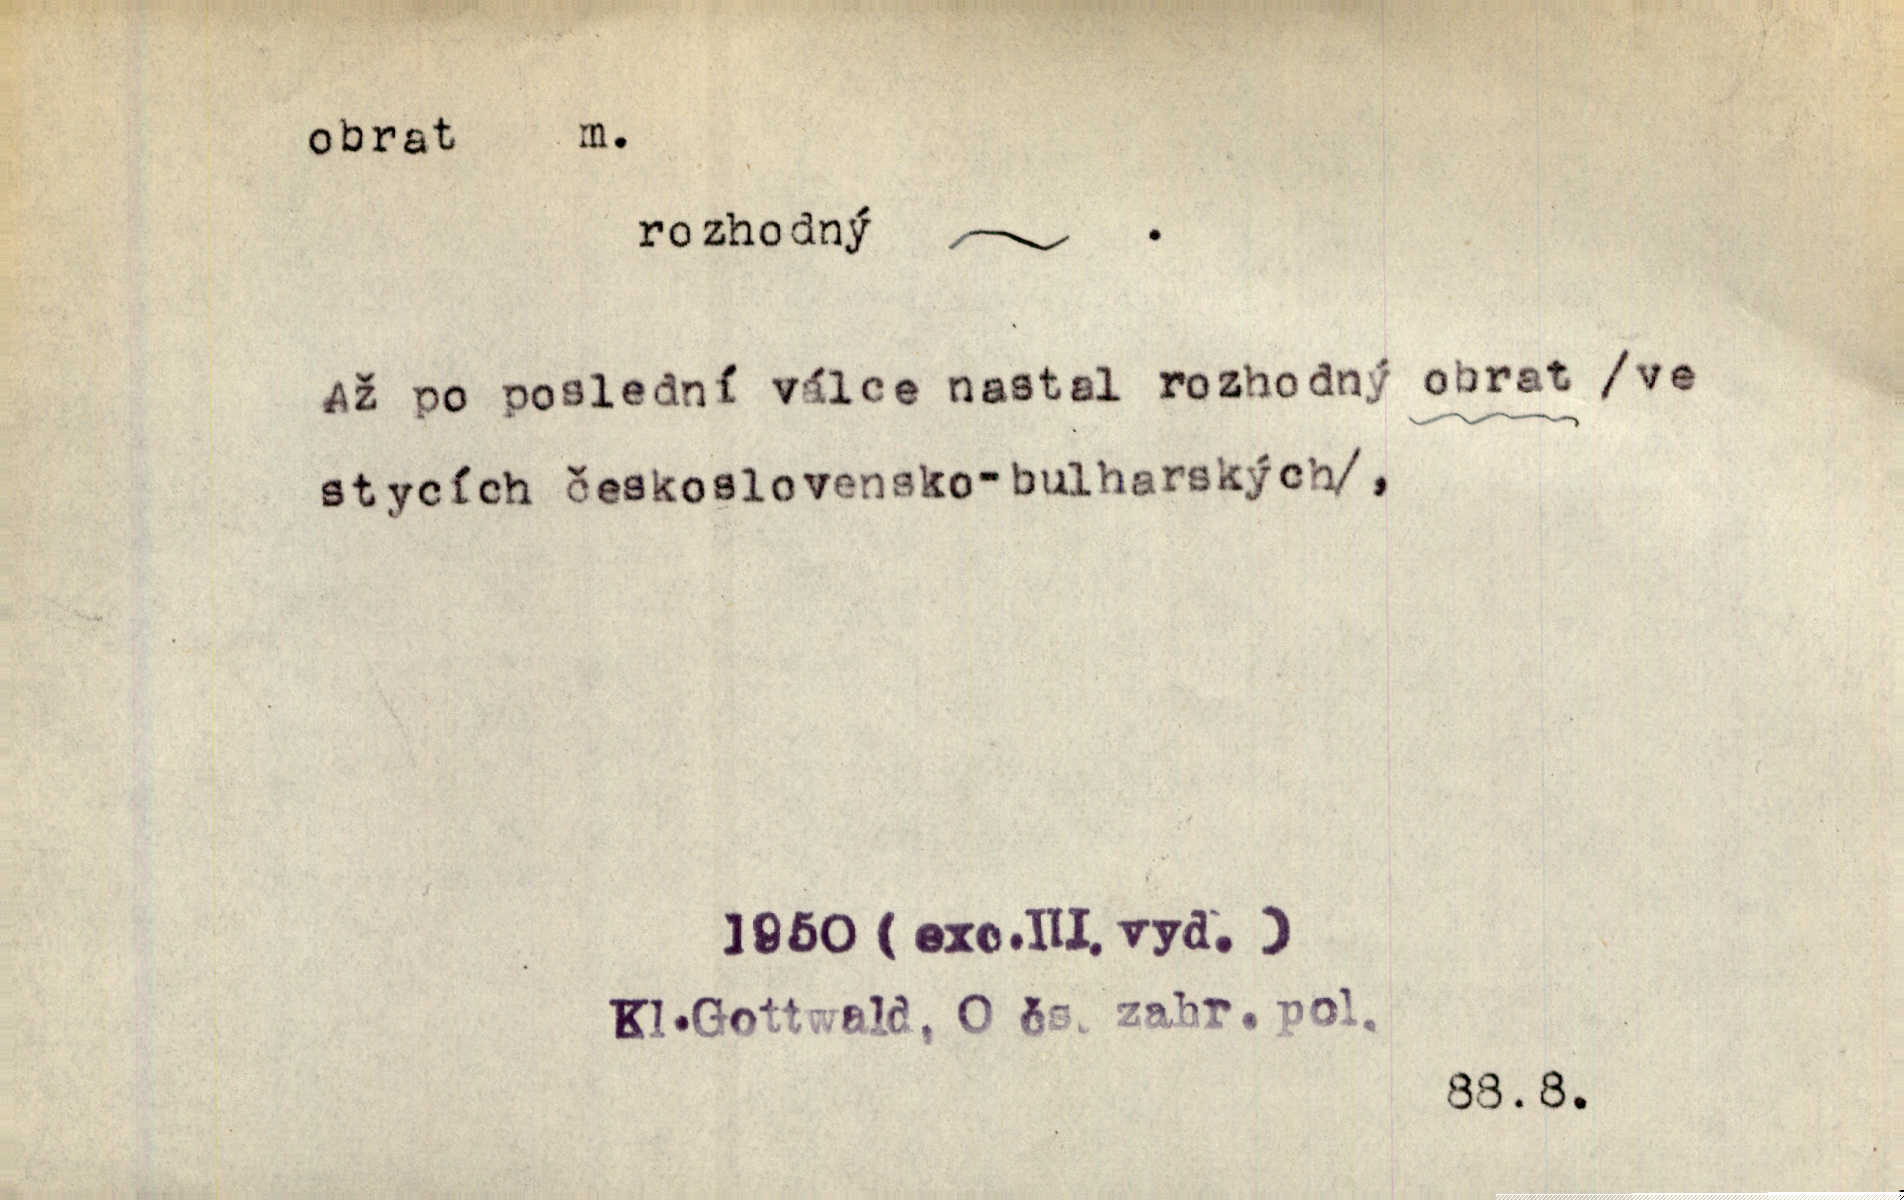 obrat m.
rozhodný ~ .
Až po poslední válce nastal rozhodný obrat /ve
stycích československo-bulharských/,
1950 ( exc.III. vyd. )
Kl.Gottwald, O čs. zahr. pol.
88.8.